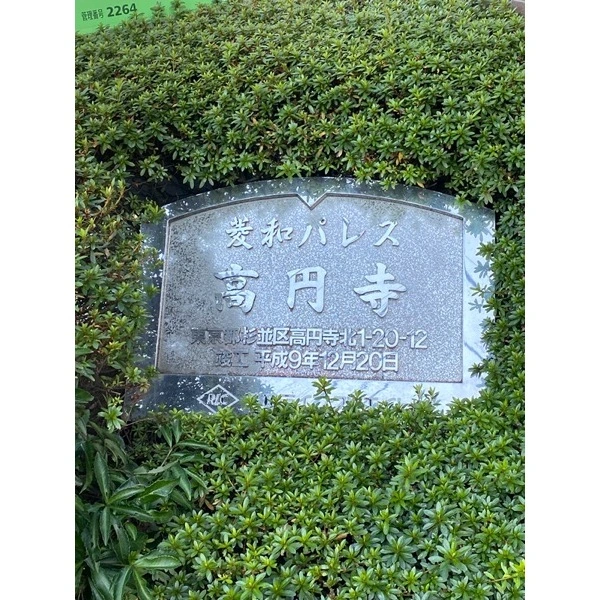 管理番号 2264
菱和パレス
高円寺
東京都杉並区高円寺北1-20-12
竣工 平成9年12月20日